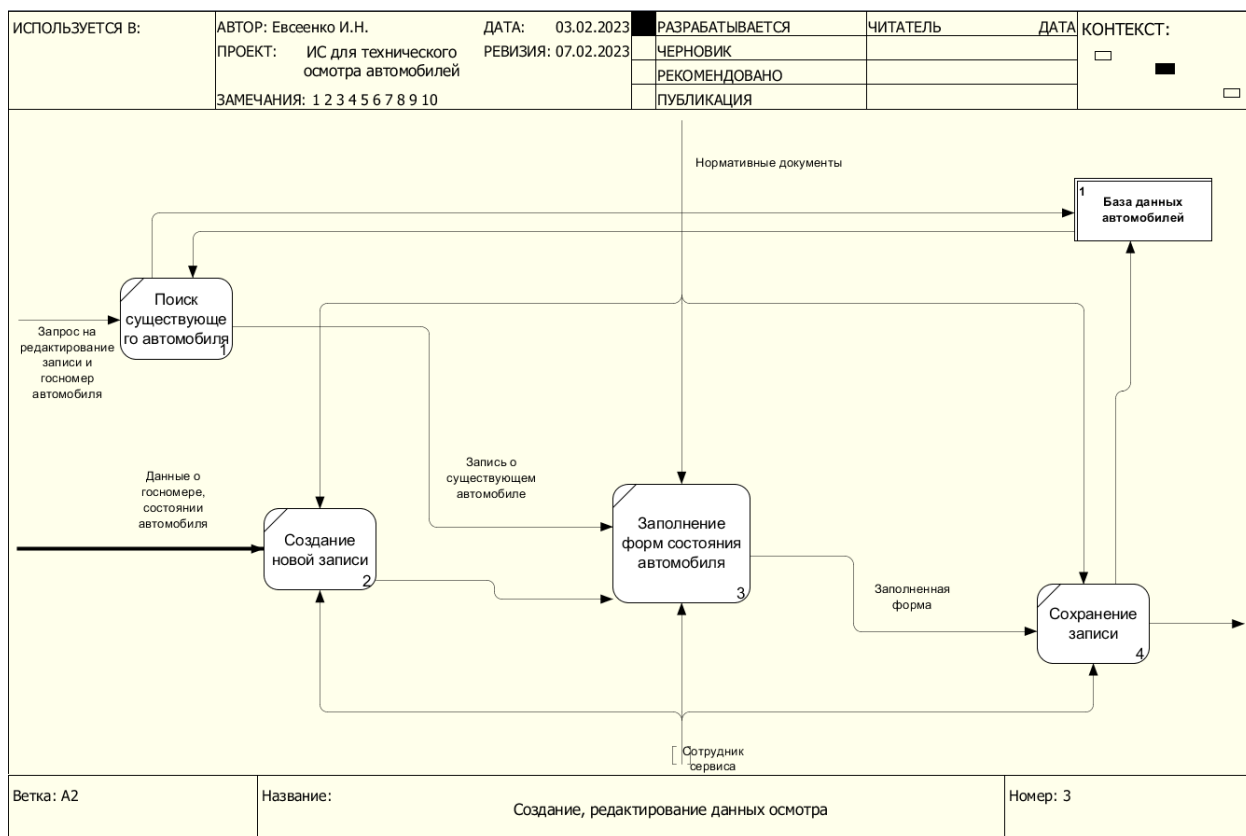 ИСПОЛЬЗУЕТСЯ В:
АВТОР: Евсеенко И.Н.
ДАТА: 03.02.2023
ПРОЕКТ: ИС для технического
осмотра автомобилей
РЕВИЗИЯ: 07.02.2023
ЗАМЕЧАНИЯ: 1 2 3 4 5 6 7 8 9 10
РАЗРАБАТЫВАЕТСЯ
ЧЕРНОВИК
РЕКОМЕНДОВАНО
ПУБЛИКАЦИЯ
ЧИТАТЕЛЬ
ДАТА
КОНТЕКСТ:
Нормативные документы
1
База данных
автомобилей
Поиск
существующе
го автомобиля
1
Запрос на
редактирование
записи и
госномер
автомобиля
Данные о
госномере,
состоянии
автомобиля
Запись о
существующем
автомобиле
Создание
новой записи
2
Заполнение
форм состояния
автомобиля
3
Заполненная
форма
Сохранение
записи
4
Сотрудник
сервиса
Ветка: A2
Название:
Создание, редактирование данных осмотра
Номер: 3